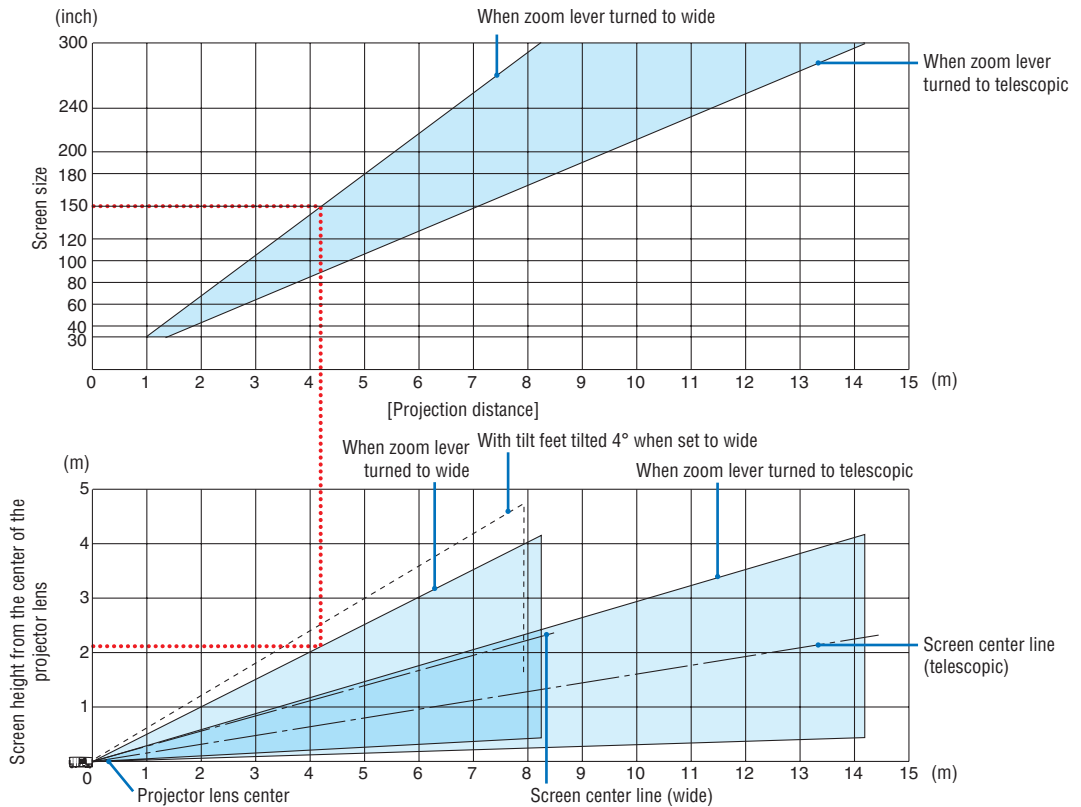 (inch)
When zoom lever turned to wide
300
When zoom lever
turned to telescopic
240
200
180
150
120
100
80
60
40
30
Screen size
0 1 2 3 4 5 6 7 8 9 10 11 12 13 14 15 (m)
[Projection distance]
(m)
When zoom lever
turned to wide
With tilt feet tilted 4° when set to wide
When zoom lever turned to telescopic
5
4
3
2
1
Screen height from the center of the
projector lens
Screen center line
(telescopic)
0 1 2 3 4 5 6 7 8 9 10 11 12 13 14 15 (m)
Projector lens center
Screen center line (wide)